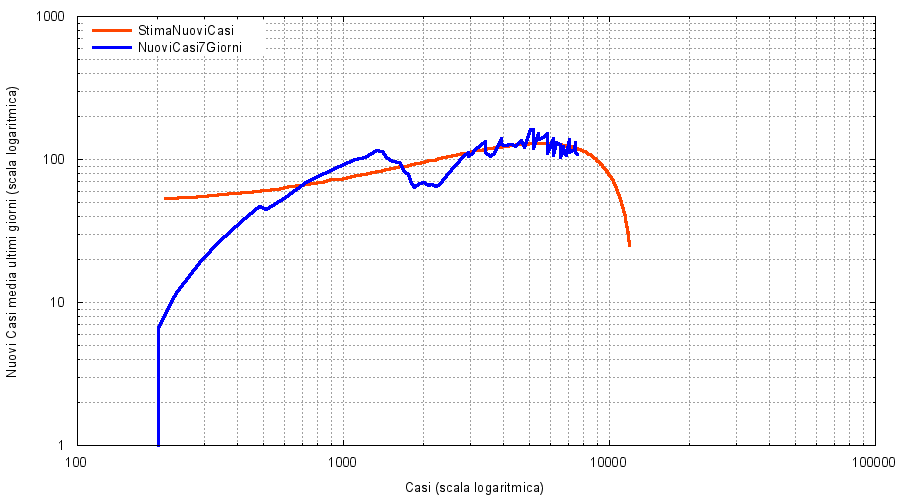 1000
StimaNuoviCasi
NuoviCasi7Giorni
100
10
1
100
1000
10000
100000
Nuovi Casi media ultimi giorni (scala logaritmica)
Casi (scala logaritmica)